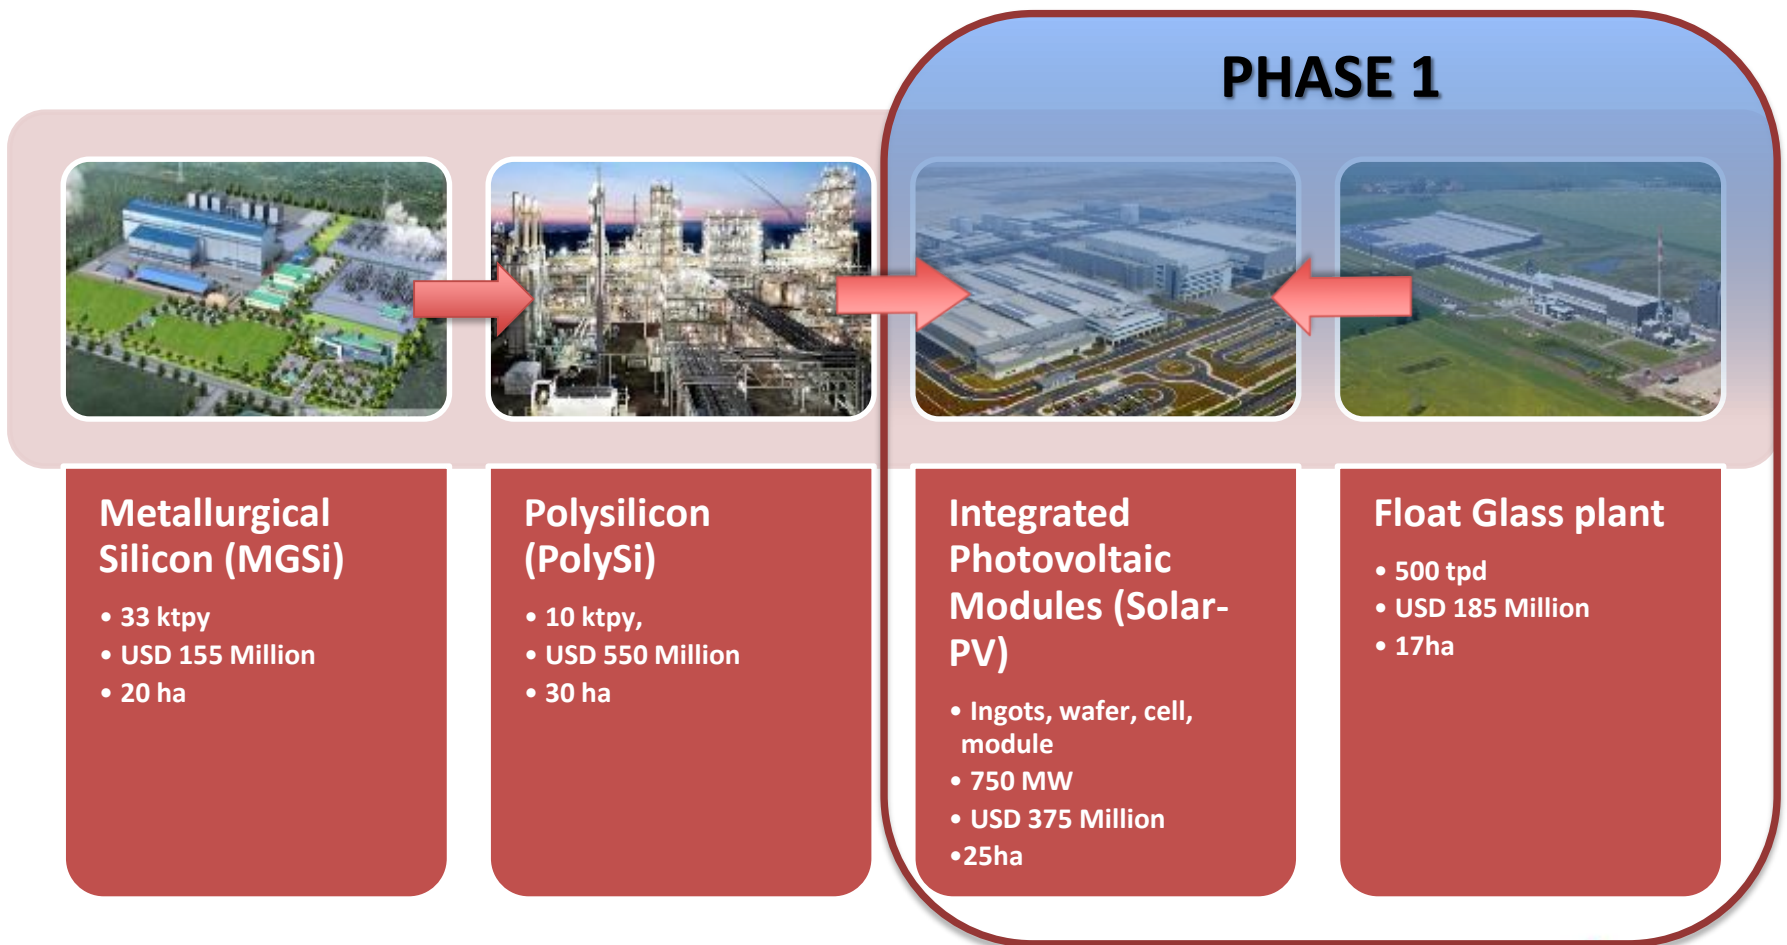 PHASE 1
Metallurgical
Silicon (MGSi)
• 33 ktpy
• USD 155 Million
• 20 ha
Polysilicon
(PolySi)
• 10 ktpy,
• USD 550 Million
• 30 ha
Integrated
Photovoltaic
Modules (Solar-
PV)
• Ingots, wafer, cell,
module
• 750 MW
• USD 375 Million
•25ha
Float Glass plant
• 500 tpd
• USD 185 Million
• 17ha